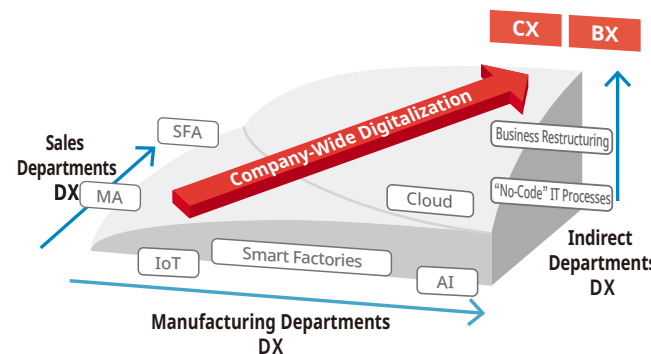 CX
BX
Company-Wide Digitalization
SFA
Sales
Departments
DX
MA
Business Restructuring
“No-Code” IT Processes
Cloud
IoT
Smart Factories
AI
Indirect
Departments
DX
Manufacturing Departments
DX